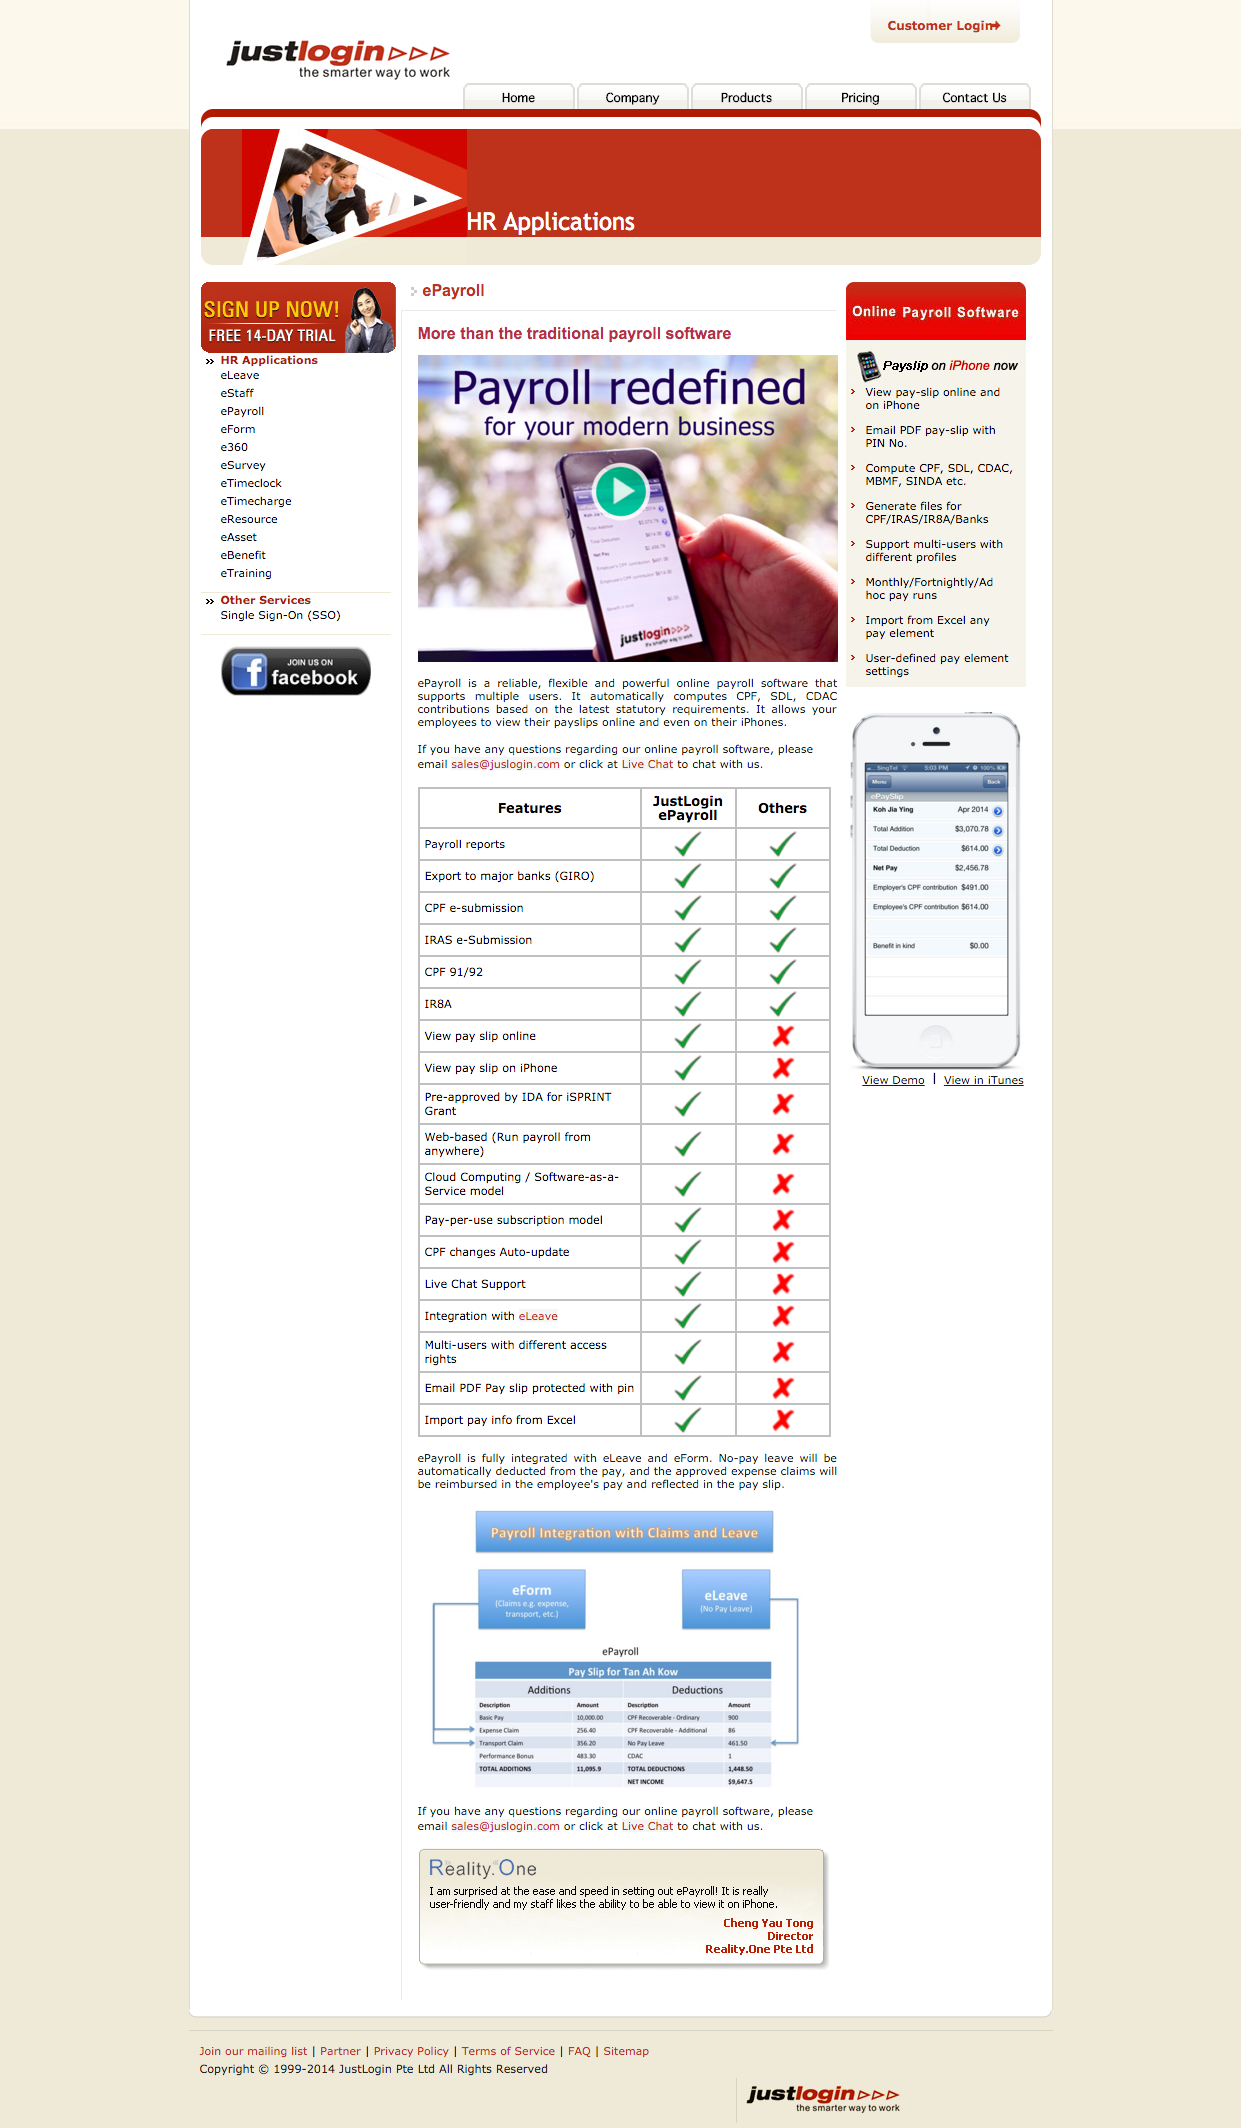 Customer Login
justlogin
the smarter way to work
Home
Company
Products
Pricing
Contact Us
HR Applications
SIGN UP NOW!
FREE 14-DAY TRIAL
HR Applications
eLeave
eStaff
ePayroll
eForm
e360
eSurvey
eTimeclock
eTimecharge
eResource
eAsset
eBenefit
eTraining
Other Services
Single Sign-On (SSO)
JOIN US ON
facebook
ePayroll
More than the traditional payroll software
Payroll redefined
for your modern business
Koh Jia Ying
Total Addition
Total Deduction
Net Pay
justlogin
the smarter way to work
ePayroll is a reliable, flexible and powerful online payroll software that
supports multiple users. It automatically computes CPF, SDL, CDAC
contributions based on the latest statutory requirements. It allows your
employees to view their payslips online and even on their iPhones.
If you have any questions regarding our online payroll software, please
email sales@juslogin.com or click at Live Chat to chat with us.
Features JustLogin ePayroll Others
Payroll reports
Export to major banks (GIRO)
CPF e-submission
IRAS e-Submission
CPF 91/92
IR8A
View pay slip online
View pay slip on iPhone
Pre-approved by IDA for iSPRINT
Grant
Web-based (Run payroll from
anywhere)
Cloud Computing / Software-as-a-
Service model
Pay-per-use subscription model
CPF changes Auto-update
Live Chat Support
Integration with eLeave
Multi-users with different access
rights
Email PDF Pay slip protected with pin
Import pay info from Excel
ePayroll is fully integrated with eLeave and eForm. No-pay leave will be
automatically deducted from the pay, and the approved expense claims will
be reimbursed in the employee's pay and reflected in the pay slip.
Payroll Integration with Claims and Leave
eForm
(Claims e.g. expense,
transport, etc.)
eLeave
(No Pay Leave)
ePayroll
Pay Slip for Tan Ah Kow
Additions Deductions
Description Amount Description Amount
Basic Pay 10,000.00 CPF Recoverable - Ordinary 900
Expense Claim 256.40 CPF Recoverable - Additional 86
Transport Claim 356.20 No Pay Leave 461.50
Performance Bonus 483.30 CDAC 1
TOTAL ADDITIONS 11,095.9 TOTAL DEDUCTIONS 1,448.50
NET INCOME $9,647.5
If you have any questions regarding our online payroll software, please
email sales@juslogin.com or click at Live Chat to chat with us.
Reality.One
I am surprised at the ease and speed in setting out ePayroll! It is really
user-friendly and my staff likes the ability to be able to view it on iPhone.
Cheng Yau Tong
Director
Reality.One Pte Ltd
Online Payroll Software
Payslip on iPhone now
View pay-slip online and
on iPhone
Email PDF pay-slip with
PIN No.
Compute CPF, SDL, CDAC,
MBMF, SINDA etc.
Generate files for
CPF/IRAS/IR8A/Banks
Support multi-users with
different profiles
Monthly/Fortnightly/Ad
hoc pay runs
Import from Excel any
pay element
User-defined pay element
settings
SingTel 5:03 PM 100%
Menu Back
ePaySlip
Koh Jia Ying Apr 2014
Total Addition $3,070.78
Total Deduction $614.00
Net Pay $2,456.78
Employer's CPF contribution $491.00
Employee's CPF contribution $614.00
Benefit in kind $0.00
View Demo | View in iTunes
Join our mailing list | Partner | Privacy Policy | Terms of Service | FAQ | Sitemap
Copyright © 1999-2014 JustLogin Pte Ltd All Rights Reserved
justlogin
the smarter way to work